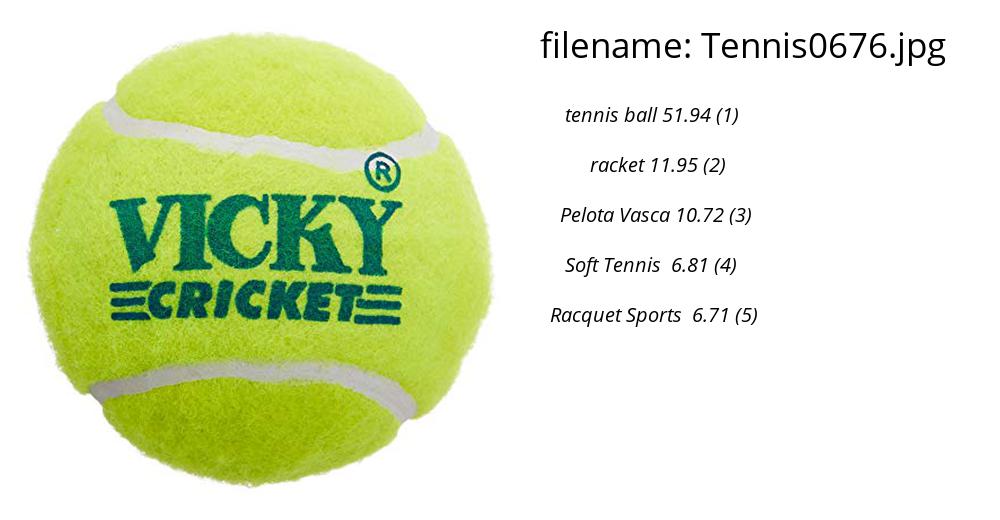 filename: Tennis0676.jpg
tennis ball 51.94 (1)
racket 11.95 (2)
Pelota Vasca 10.72 (3)
Soft Tennis 6.81 (4)
Racquet Sports 6.71 (5)
®
VICKY
CRICKET